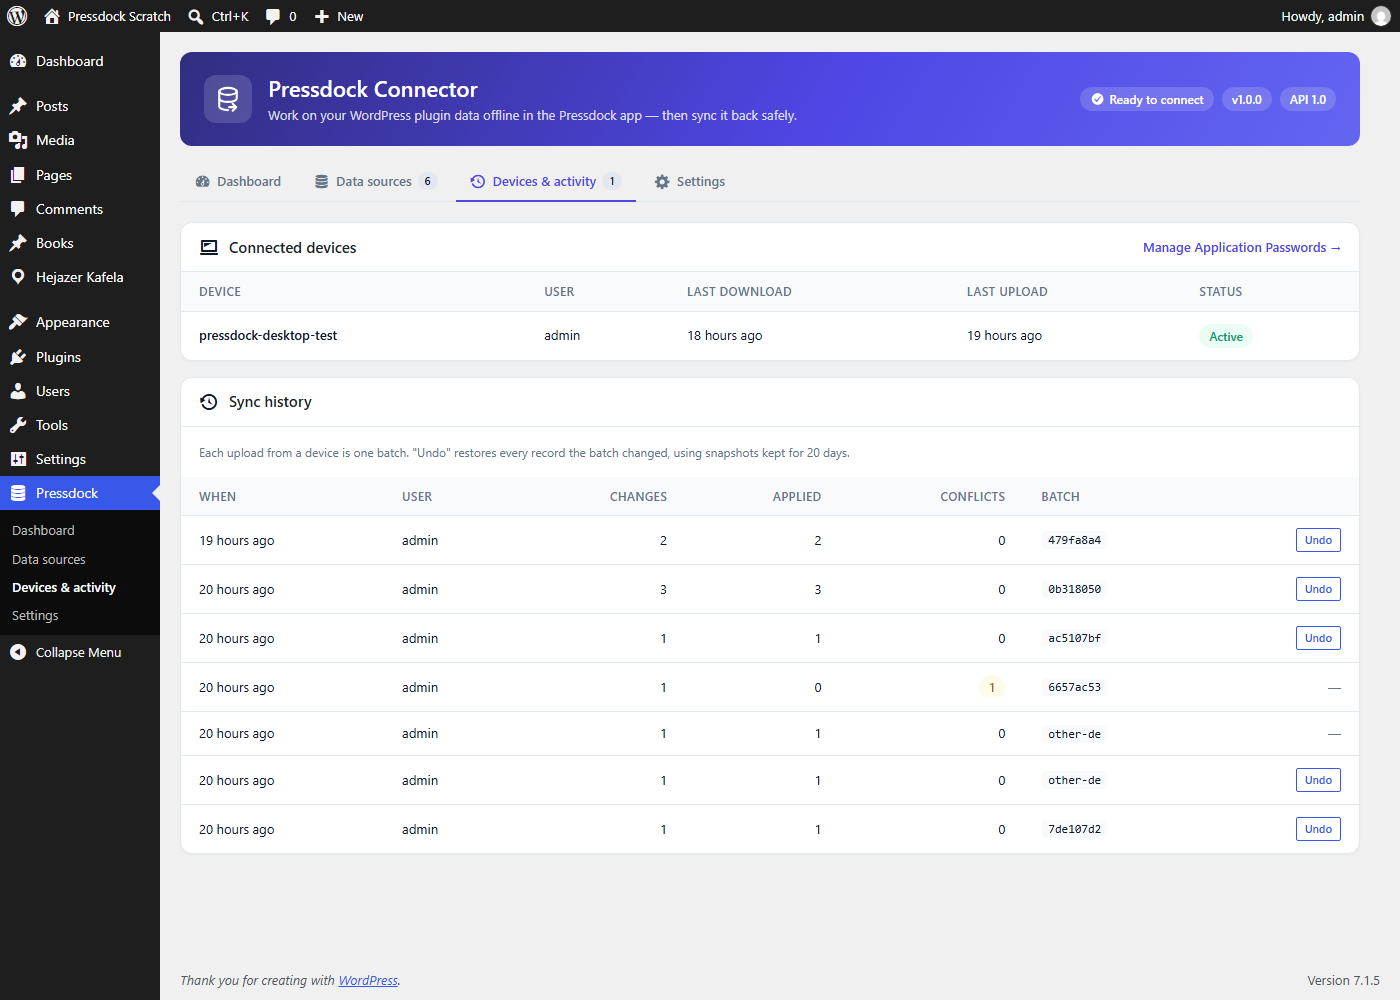 Pressdock Scratch Ctrl+K 0 New Howdy, admin
Dashboard
Posts
Media
Pages
Comments
Books
Hejazer Kafela
Appearance
Plugins
Users
Tools
Settings
Pressdock
Dashboard
Data sources
Devices & activity
Settings
Collapse Menu
Pressdock Connector
Work on your WordPress plugin data offline in the Pressdock app — then sync it back safely.
Ready to connect v1.0.0 API 1.0
Dashboard Data sources 6 Devices & activity 1 Settings
Connected devices Manage Application Passwords →
DEVICE USER LAST DOWNLOAD LAST UPLOAD STATUS
pressdock-desktop-test admin 18 hours ago 19 hours ago Active
Sync history
Each upload from a device is one batch. "Undo" restores every record the batch changed, using snapshots kept for 20 days.
WHEN USER CHANGES APPLIED CONFLICTS BATCH
19 hours ago admin 2 2 0 479fa8a4 Undo
20 hours ago admin 3 3 0 0b318050 Undo
20 hours ago admin 1 1 0 ac5107bf Undo
20 hours ago admin 1 0 1 6657ac53 —
20 hours ago admin 1 1 0 other-de —
20 hours ago admin 1 1 0 other-de Undo
20 hours ago admin 1 1 0 7de107d2 Undo
Thank you for creating with WordPress. Version 7.1.5